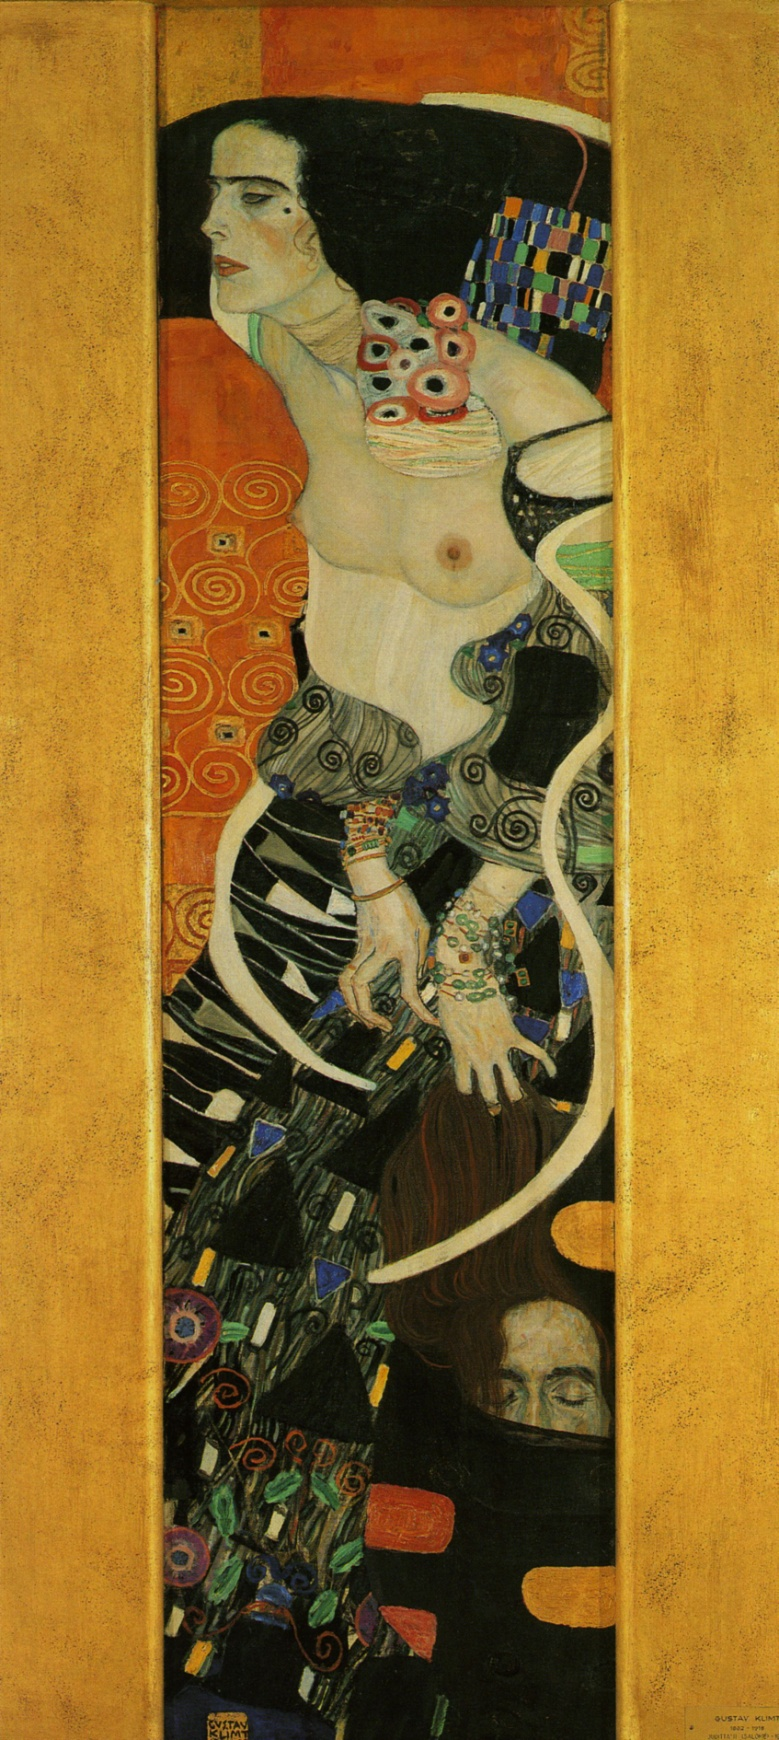 GUSTAV
KLIMT
GUSTAV KLIMT
1862 - 1918